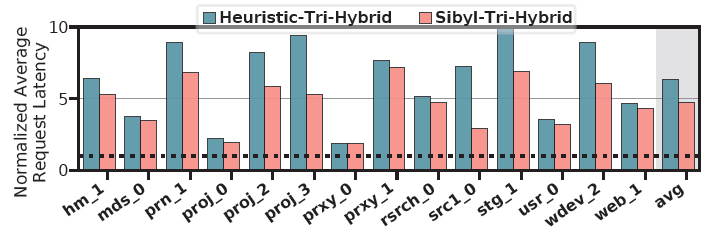 Heuristic-Tri-Hybrid Sibyl-Tri-Hybrid
Normalized Average
Request Latency
10
5
0
hm_1 mds_0 prn_1 proj_0 proj_2 proj_3 prxy_0 prxy_1 rsrch_0 src1_0 stg_1 usr_0 wdev_2 web_1 avg